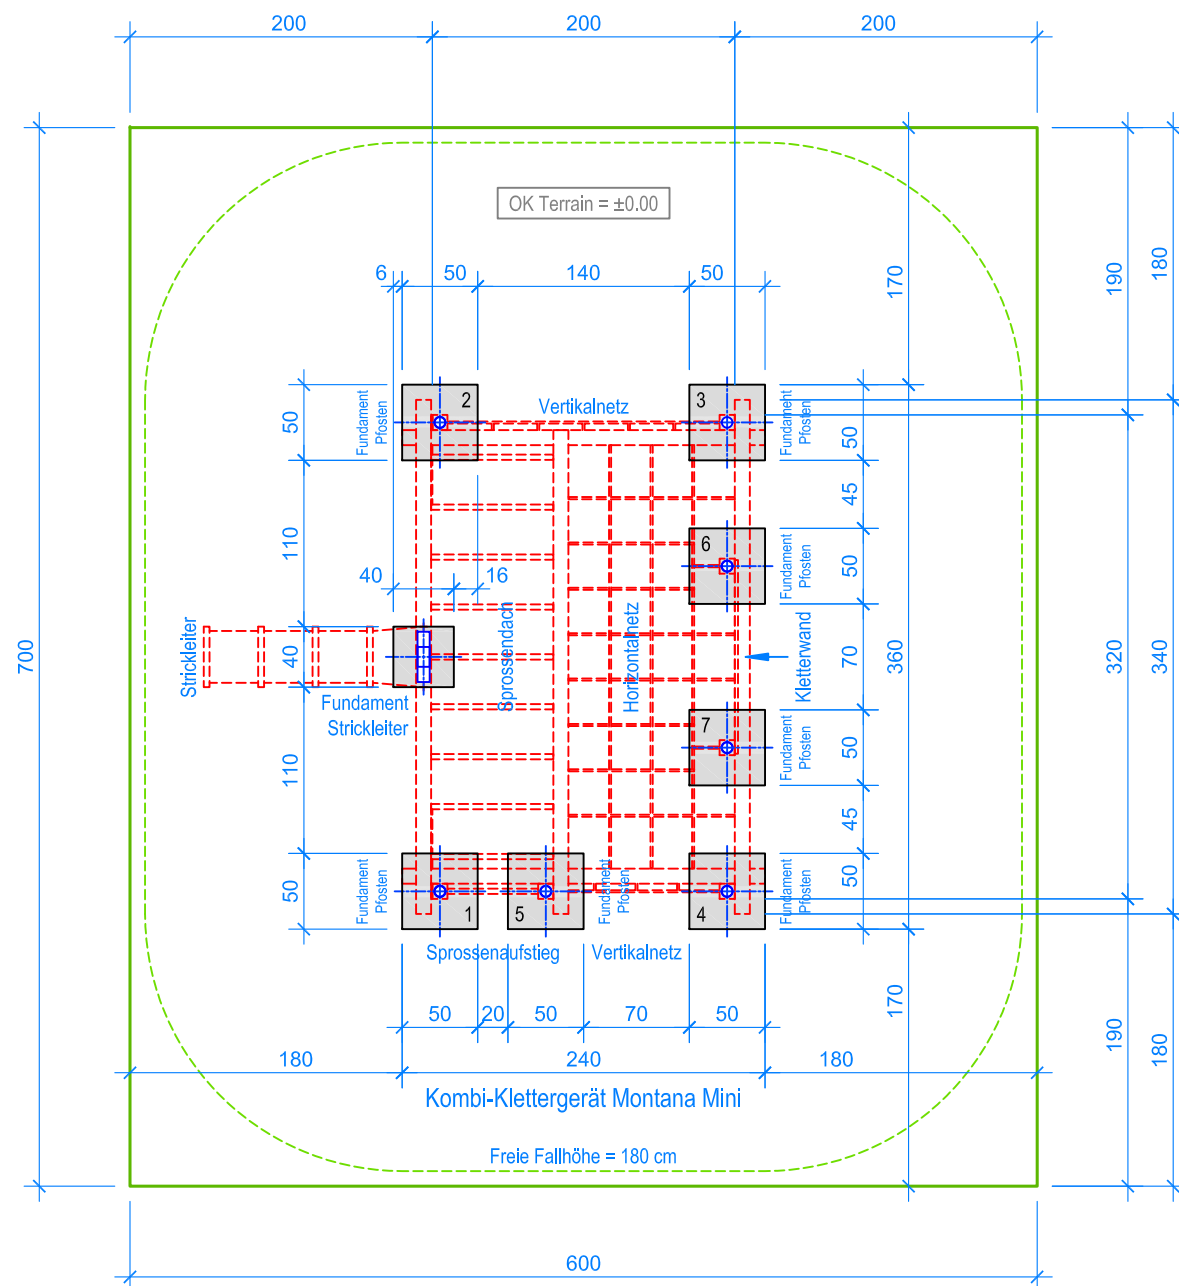 200
200
200
OK Terrain = ±0.00
6
50
140
50
170
190
180
Fundament
Pfosten
2
Vertikalnetz
3
Fundament
Pfosten
50
50
45
110
6
Fundament
Pfosten
50
40
16
Strickleiter
40
Fundament
Strickleiter
Sprossendach
Horizontalnetz
Kletterwand
70
360
320
340
700
7
Fundament
Pfosten
50
110
45
Fundament
Pfosten
50
1
5
Fundament
Pfosten
4
Fundament
Pfosten
50
Sprossenaufstieg
Vertikalnetz
50
20
50
70
50
170
190
180
180
240
180
Kombi-Klettergerät Montana Mini
Freie Fallhöhe = 180 cm
600